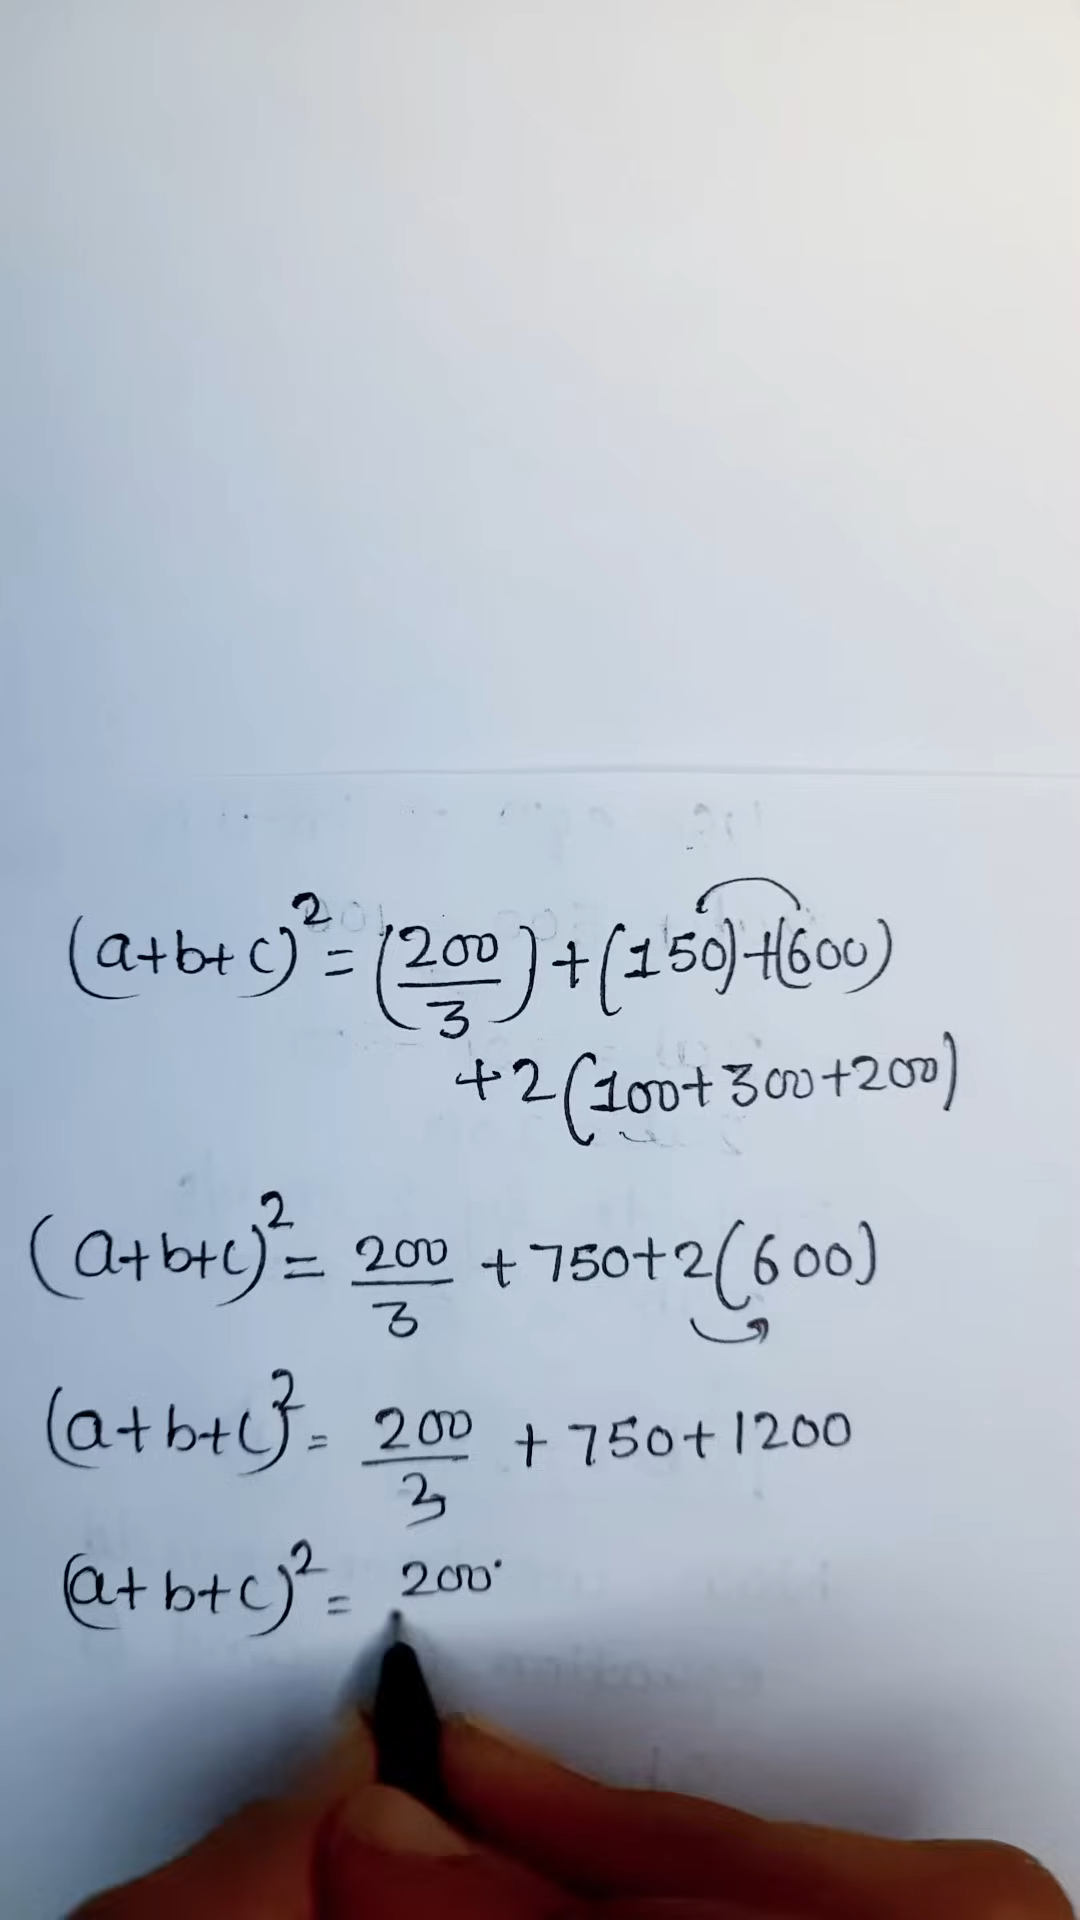 (a+b+c)² = (200/3) + (150) + (600)
+2(100+300+200)
(a+b+c)² = 200/3 + 750 + 2(600)
(a+b+c)² = 200/3 + 750 + 1200
(a+b+c)² = 200